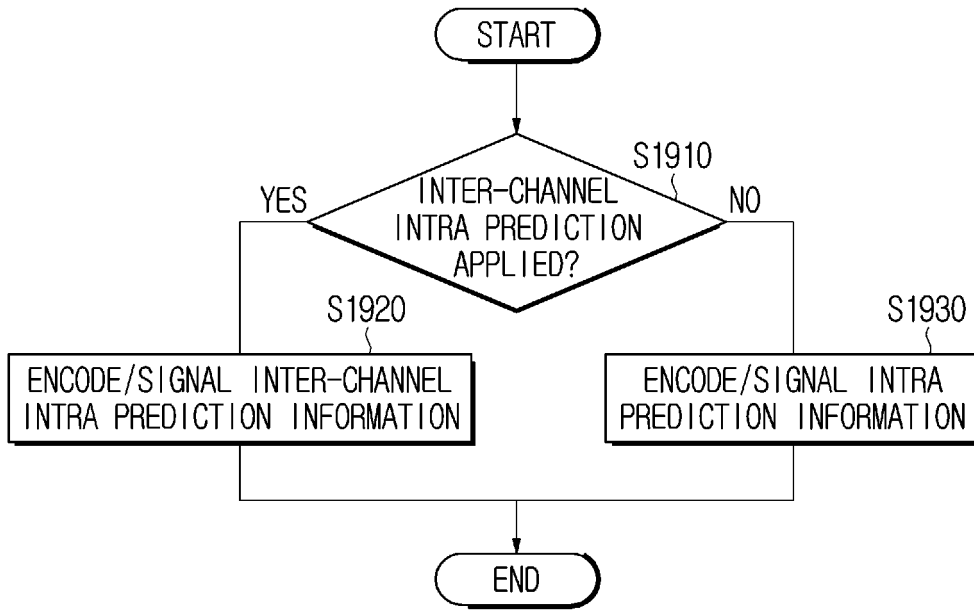 START
S1910
YES
INTER-CHANNEL
INTRA PREDICTION
APPLIED?
NO
S1920
ENCODE/SIGNAL INTER-CHANNEL
INTRA PREDICTION INFORMATION
S1930
ENCODE/SIGNAL INTRA
PREDICTION INFORMATION
END